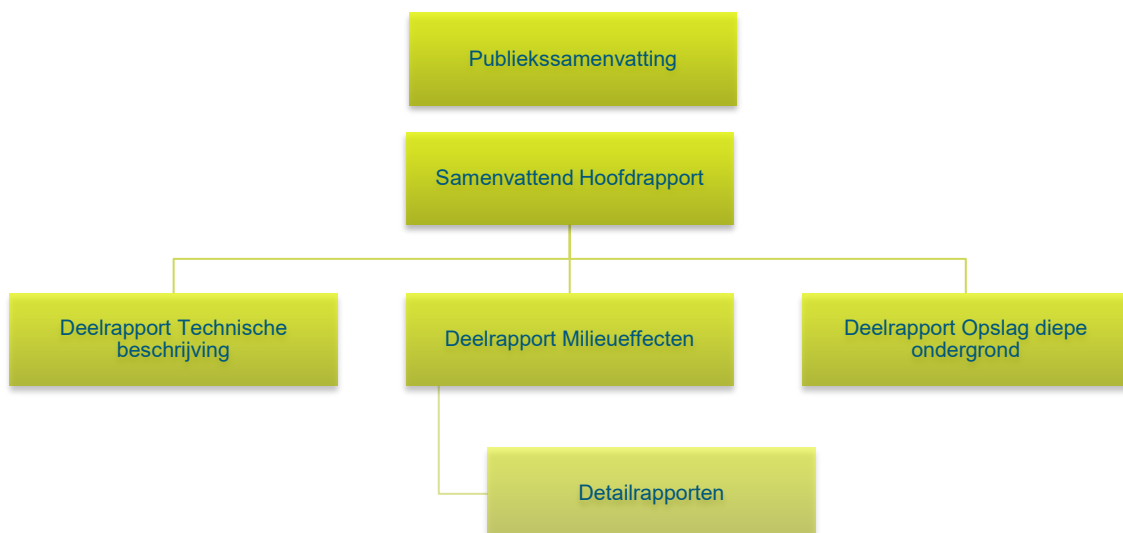 Publiekssamenvatting
Samenvattend Hoofdrapport
Deelrapport Technische
beschrijving
Deelrapport Milieueffecten
Deelrapport Opslag diepe
ondergrond
Detailrapporten